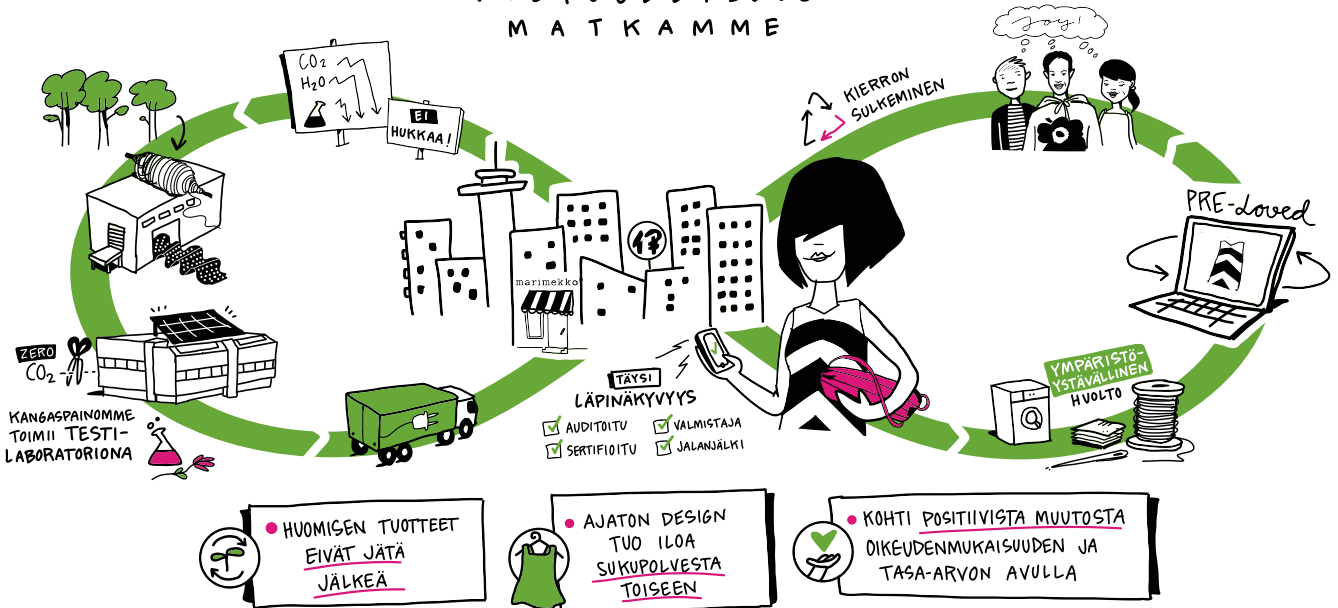 MATKAMME
CO2
H2O
EI
HUKKAA!
KIERRON
SULKEMINEN
Joy!
PRE-Loved
marimekko
ZERO
CO2
KANGASPAINOMME
TOIMII TESTI-
LABORATORIONA
TÄYSI
LÄPINÄKYVYYS
AUDITOITU
VALMISTAJA
SERTIFIOITU
JALANJÄLKI
YMPÄRISTÖ-
YSTÄVÄLLINEN
HUOLTO
HUOMISEN TUOTTEET
EIVÄT JÄTÄ
JÄLKEÄ
AJATON DESIGN
TUO ILOA
SUKUPOLVESTA
TOISEEN
KOHTI POSITIIVISTA MUUTOSTA
OIKEUDENMUKAISUUDEN JA
TASA-ARVON AVULLA